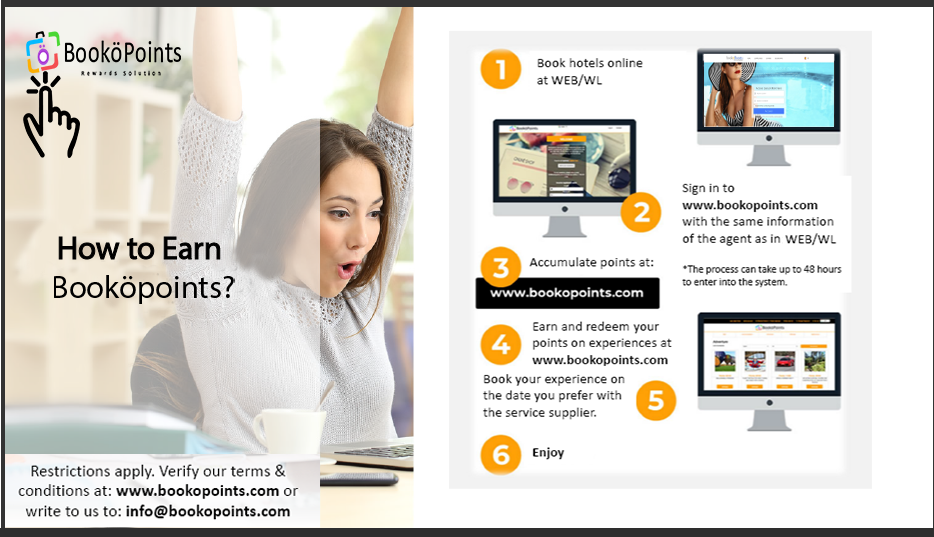 BooköPoints
Rewards Solution
How to Earn
Booköpoints?
Restrictions apply. Verify our terms &
conditions at: www.bookopoints.com or
write to us to: info@bookopoints.com
1
Book hotels online
at WEB/WL
2
Sign in to
www.bookopoints.com
with the same information
of the agent as in WEB/WL
*The process can take up to 48 hours
to enter into the system.
3
Accumulate points at:
www.bookopoints.com
4
Earn and redeem your
points on experiences at
www.bookopoints.com
Book your experience on
the date you prefer with
the service supplier.
5
6
Enjoy
BooköPoints
BooköPoints